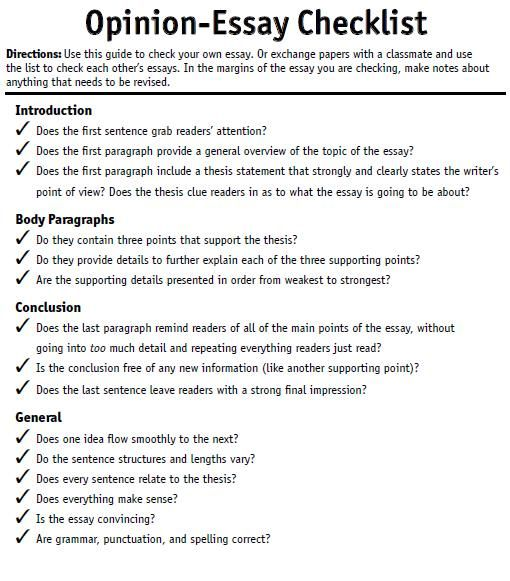 Opinion-Essay Checklist
Directions: Use this guide to check your own essay. Or exchange papers with a classmate and use
the list to check each other's essays. In the margins of the essay you are checking, make notes about
anything that needs to be revised.
Introduction
✓ Does the first sentence grab readers' attention?
✓ Does the first paragraph provide a general overview of the topic of the essay?
✓ Does the first paragraph include a thesis statement that strongly and clearly states the writer's
point of view? Does the thesis clue readers in as to what the essay is going to be about?
Body Paragraphs
✓ Do they contain three points that support the thesis?
✓ Do they provide details to further explain each of the three supporting points?
✓ Are the supporting details presented in order from weakest to strongest?
Conclusion
✓ Does the last paragraph remind readers of all of the main points of the essay, without
going into too much detail and repeating everything readers just read?
✓ Is the conclusion free of any new information (like another supporting point)?
✓ Does the last sentence leave readers with a strong final impression?
General
✓ Does one idea flow smoothly to the next?
✓ Do the sentence structures and lengths vary?
✓ Does every sentence relate to the thesis?
✓ Does everything make sense?
✓ Is the essay convincing?
✓ Are grammar, punctuation, and spelling correct?